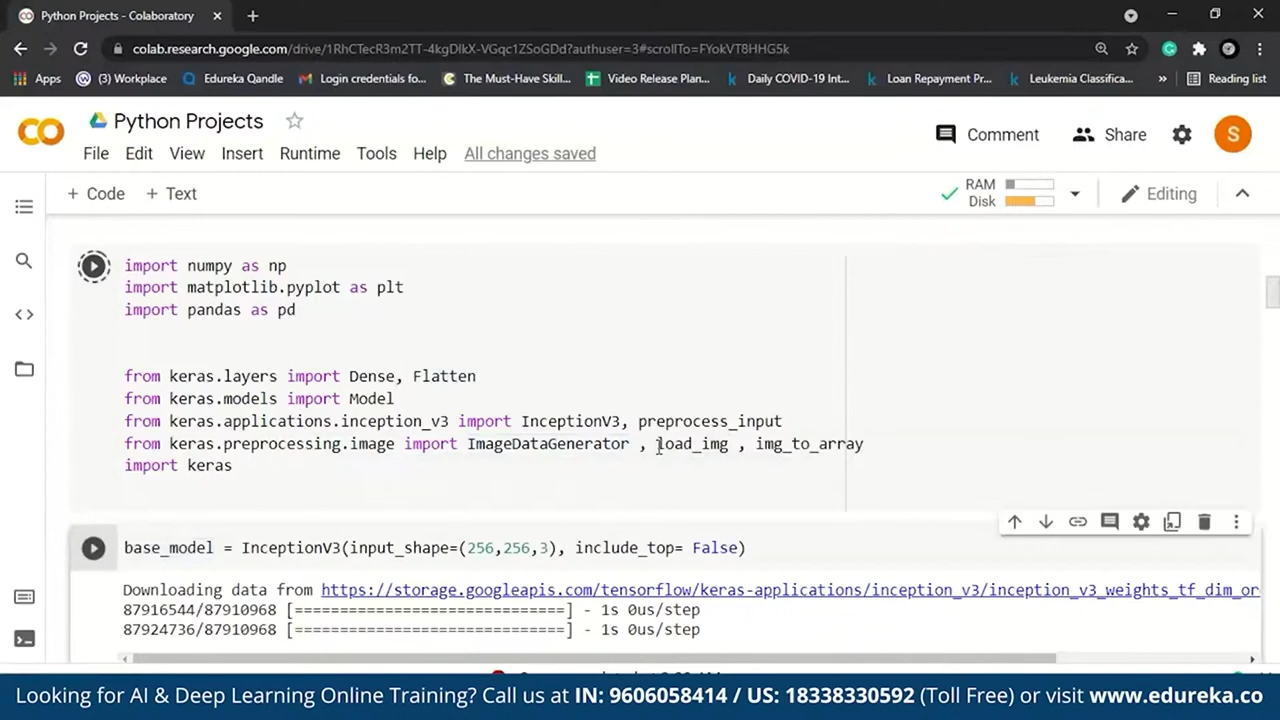 Python Projects - Colaboratory
colab.research.google.com/drive/1RhCTecR3m2TT-4kgDlkX-VGqc1ZSoGDd?authuser=3#scrollTo=FYokVT8HHG5k
Apps (3) Workplace Edureka Qandle Login credentials fo... The Must-Have Skil... Video Release Plan... Daily COVID-19 Int... Loan Repayment Pr... Leukemia Classifica... » Reading list
Python Projects
Comment Share S
File Edit View Insert Runtime Tools Help All changes saved
+ Code + Text RAM Disk Editing
import numpy as np
import matplotlib.pyplot as plt
import pandas as pd
from keras.layers import Dense, Flatten
from keras.models import Model
from keras.applications.inception_v3 import InceptionV3, preprocess_input
from keras.preprocessing.image import ImageDataGenerator , load_img , img_to_array
import keras
base_model = InceptionV3(input_shape=(256,256,3), include_top= False)
Downloading data from https://storage.googleapis.com/tensorflow/keras-applications/inception_v3/inception_v3_weights_tf_dim_or
87916544/87910968 [==============================] - 1s 0us/step
87924736/87910968 [==============================] - 1s 0us/step
Looking for AI & Deep Learning Online Training? Call us at IN: 9606058414 / US: 18338330592 (Toll Free) or visit www.edureka.co